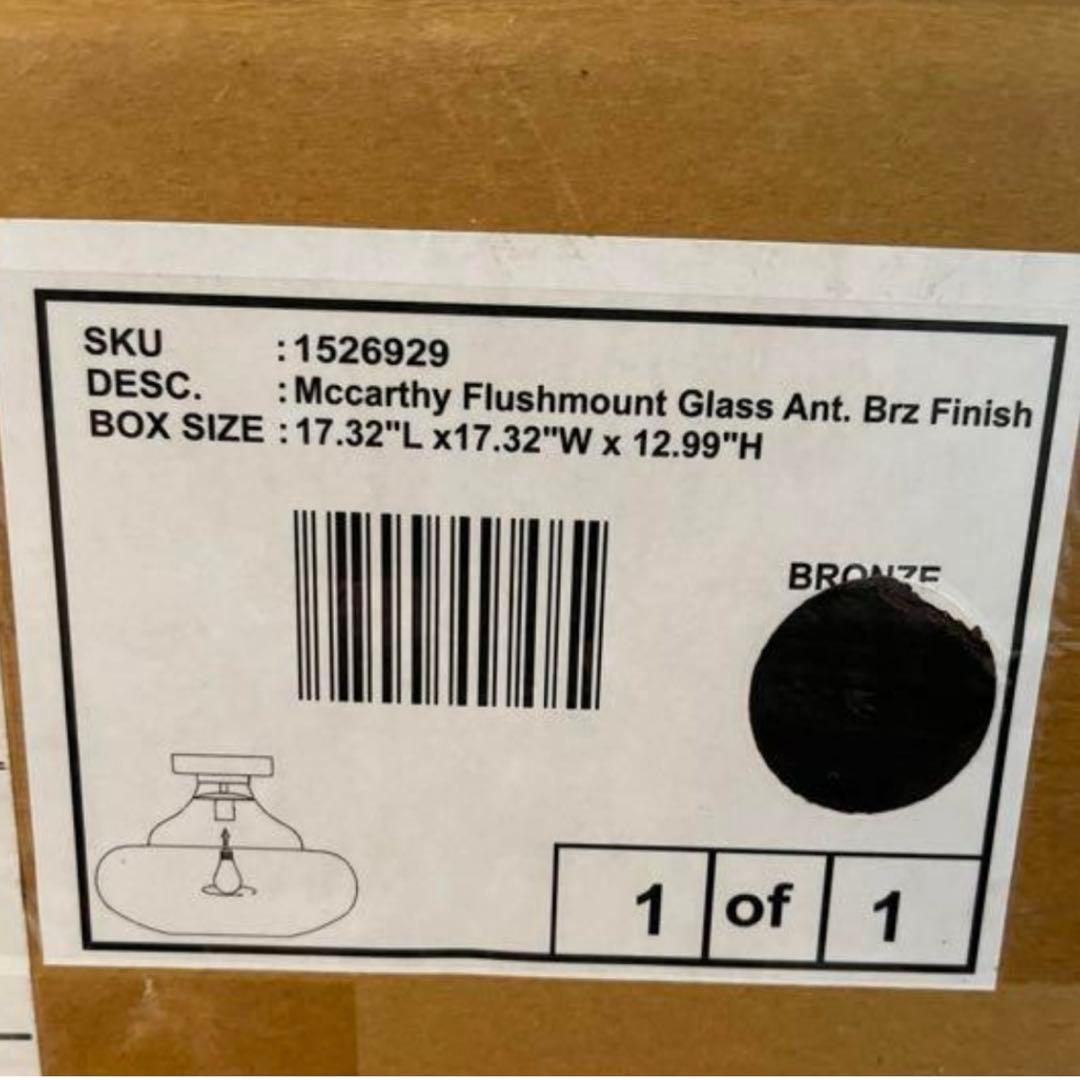 SKU : 1526929
DESC. : Mccarthy Flushmount Glass Ant. Brz Finish
BOX SIZE : 17.32"L x17.32"W x 12.99"H
BRONZE
1 of 1